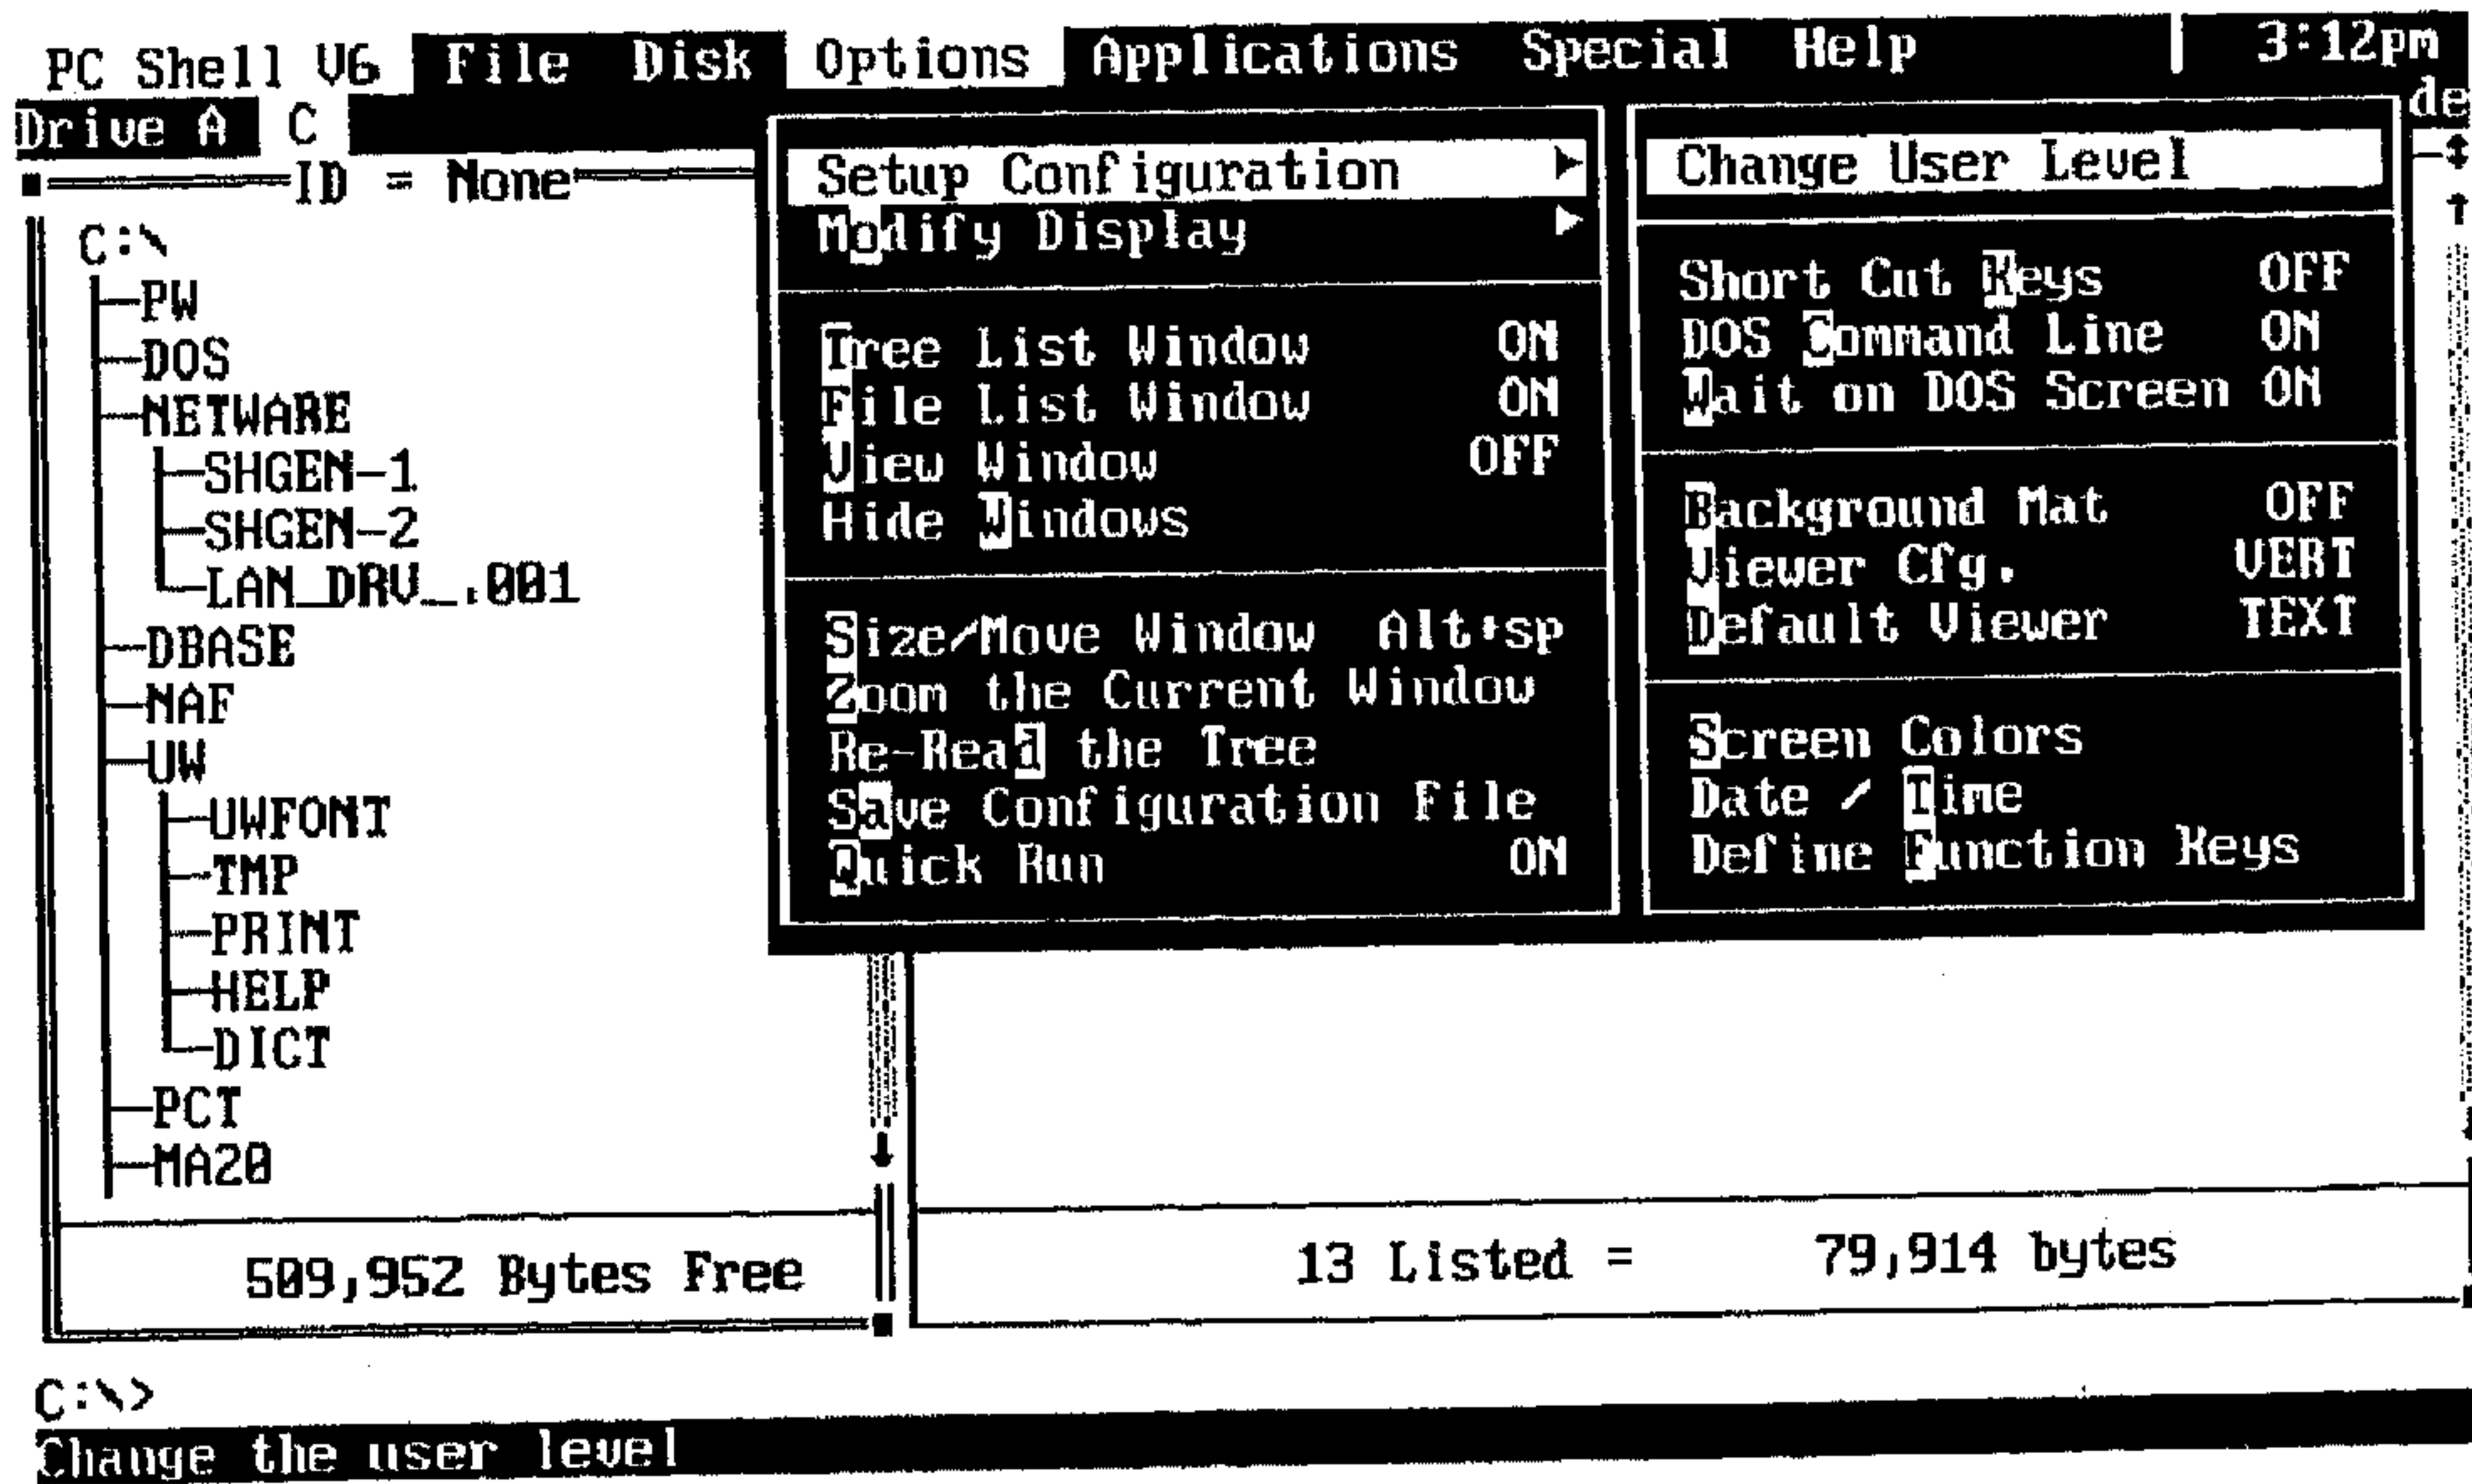 PC Shell V6 File Disk Options Applications Special Help 3:12pm
Drive A C de
ID = None
C:\
PW
DOS
NETWARE
SHGEN-1
SHGEN-2
LAN_DRV_.001
DBASE
NAF
UW
UWFONT
TMP
PRINT
HELP
DICT
PCT
MA20
509,952 Bytes Free
Setup Configuration
Modify Display
Tree List Window ON
File List Window ON
View Window OFF
Hide Windows
Size/Move Window Alt+sp
Zoom the Current Window
Re-Read the Tree
Save Configuration File
Quick Run ON
Change User Level
Short Cut Keys OFF
DOS Command Line ON
Wait on DOS Screen ON
Background Mat OFF
Viewer Cfg. VERT
Default Viewer TEXT
Screen Colors
Date / Time
Define Function Keys
13 Listed = 79,914 bytes
C:\>
Change the user level